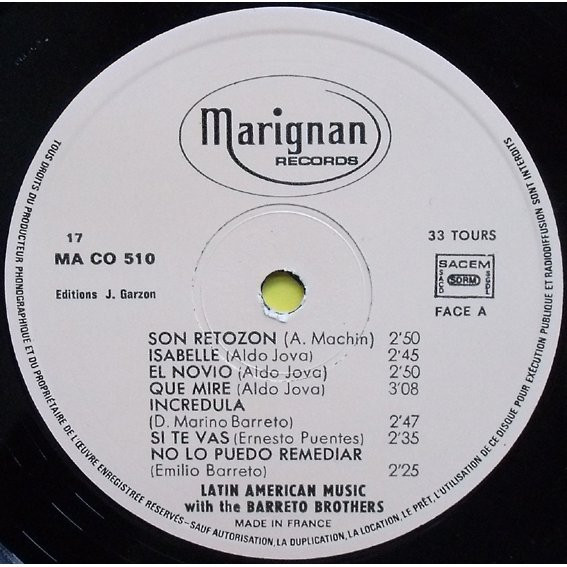 Marignan
RECORDS
17
MA CO 510
Editions J. Garzon
33 TOURS
SACEM
SACD SDRM SGDL
FACE A
SON RETOZON (A. Machin) 2'50
ISABELLE (Aldo Jova) 2'45
EL NOVIO (Aldo Jova) 2'50
QUE MIRE (Aldo Jova) 3'08
INCREDULA
(D. Marino Barreto) 2'47
SI TE VAS (Ernesto Puentes) 2'35
NO LO PUEDO REMEDIAR
(Emilio Barreto) 2'25
LATIN AMERICAN MUSIC
with the BARRETO BROTHERS
MADE IN FRANCE
TOUS DROITS DU PRODUCTEUR PHONOGRAPHIQUE ET DU PROPRIÉTAIRE DE L'ŒUVRE ENREGISTRÉE RÉSERVÉS - SAUF AUTORISATION, LA DUPLICATION, LA LOCATION, LE PRÊT, L'UTILISATION DE CE DISQUE POUR EXÉCUTION PUBLIQUE ET RADIODIFFUSION SONT INTERDITS